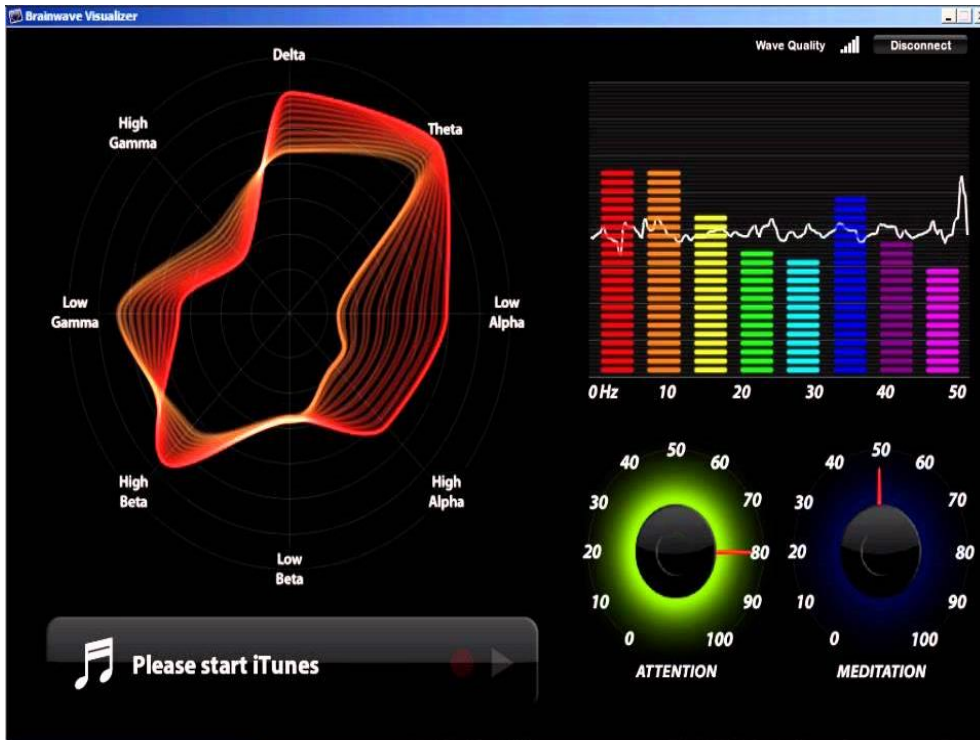 Brainwave Visualizer
Wave Quality
Disconnect
Delta
High
Gamma
Theta
Low
Gamma
Low
Alpha
High
Beta
High
Alpha
Low
Beta
0 Hz 10 20 30 40 50
0 10 20 30 40 50 60 70 80 90 100
ATTENTION
0 10 20 30 40 50 60 70 80 90 100
MEDITATION
Please start iTunes